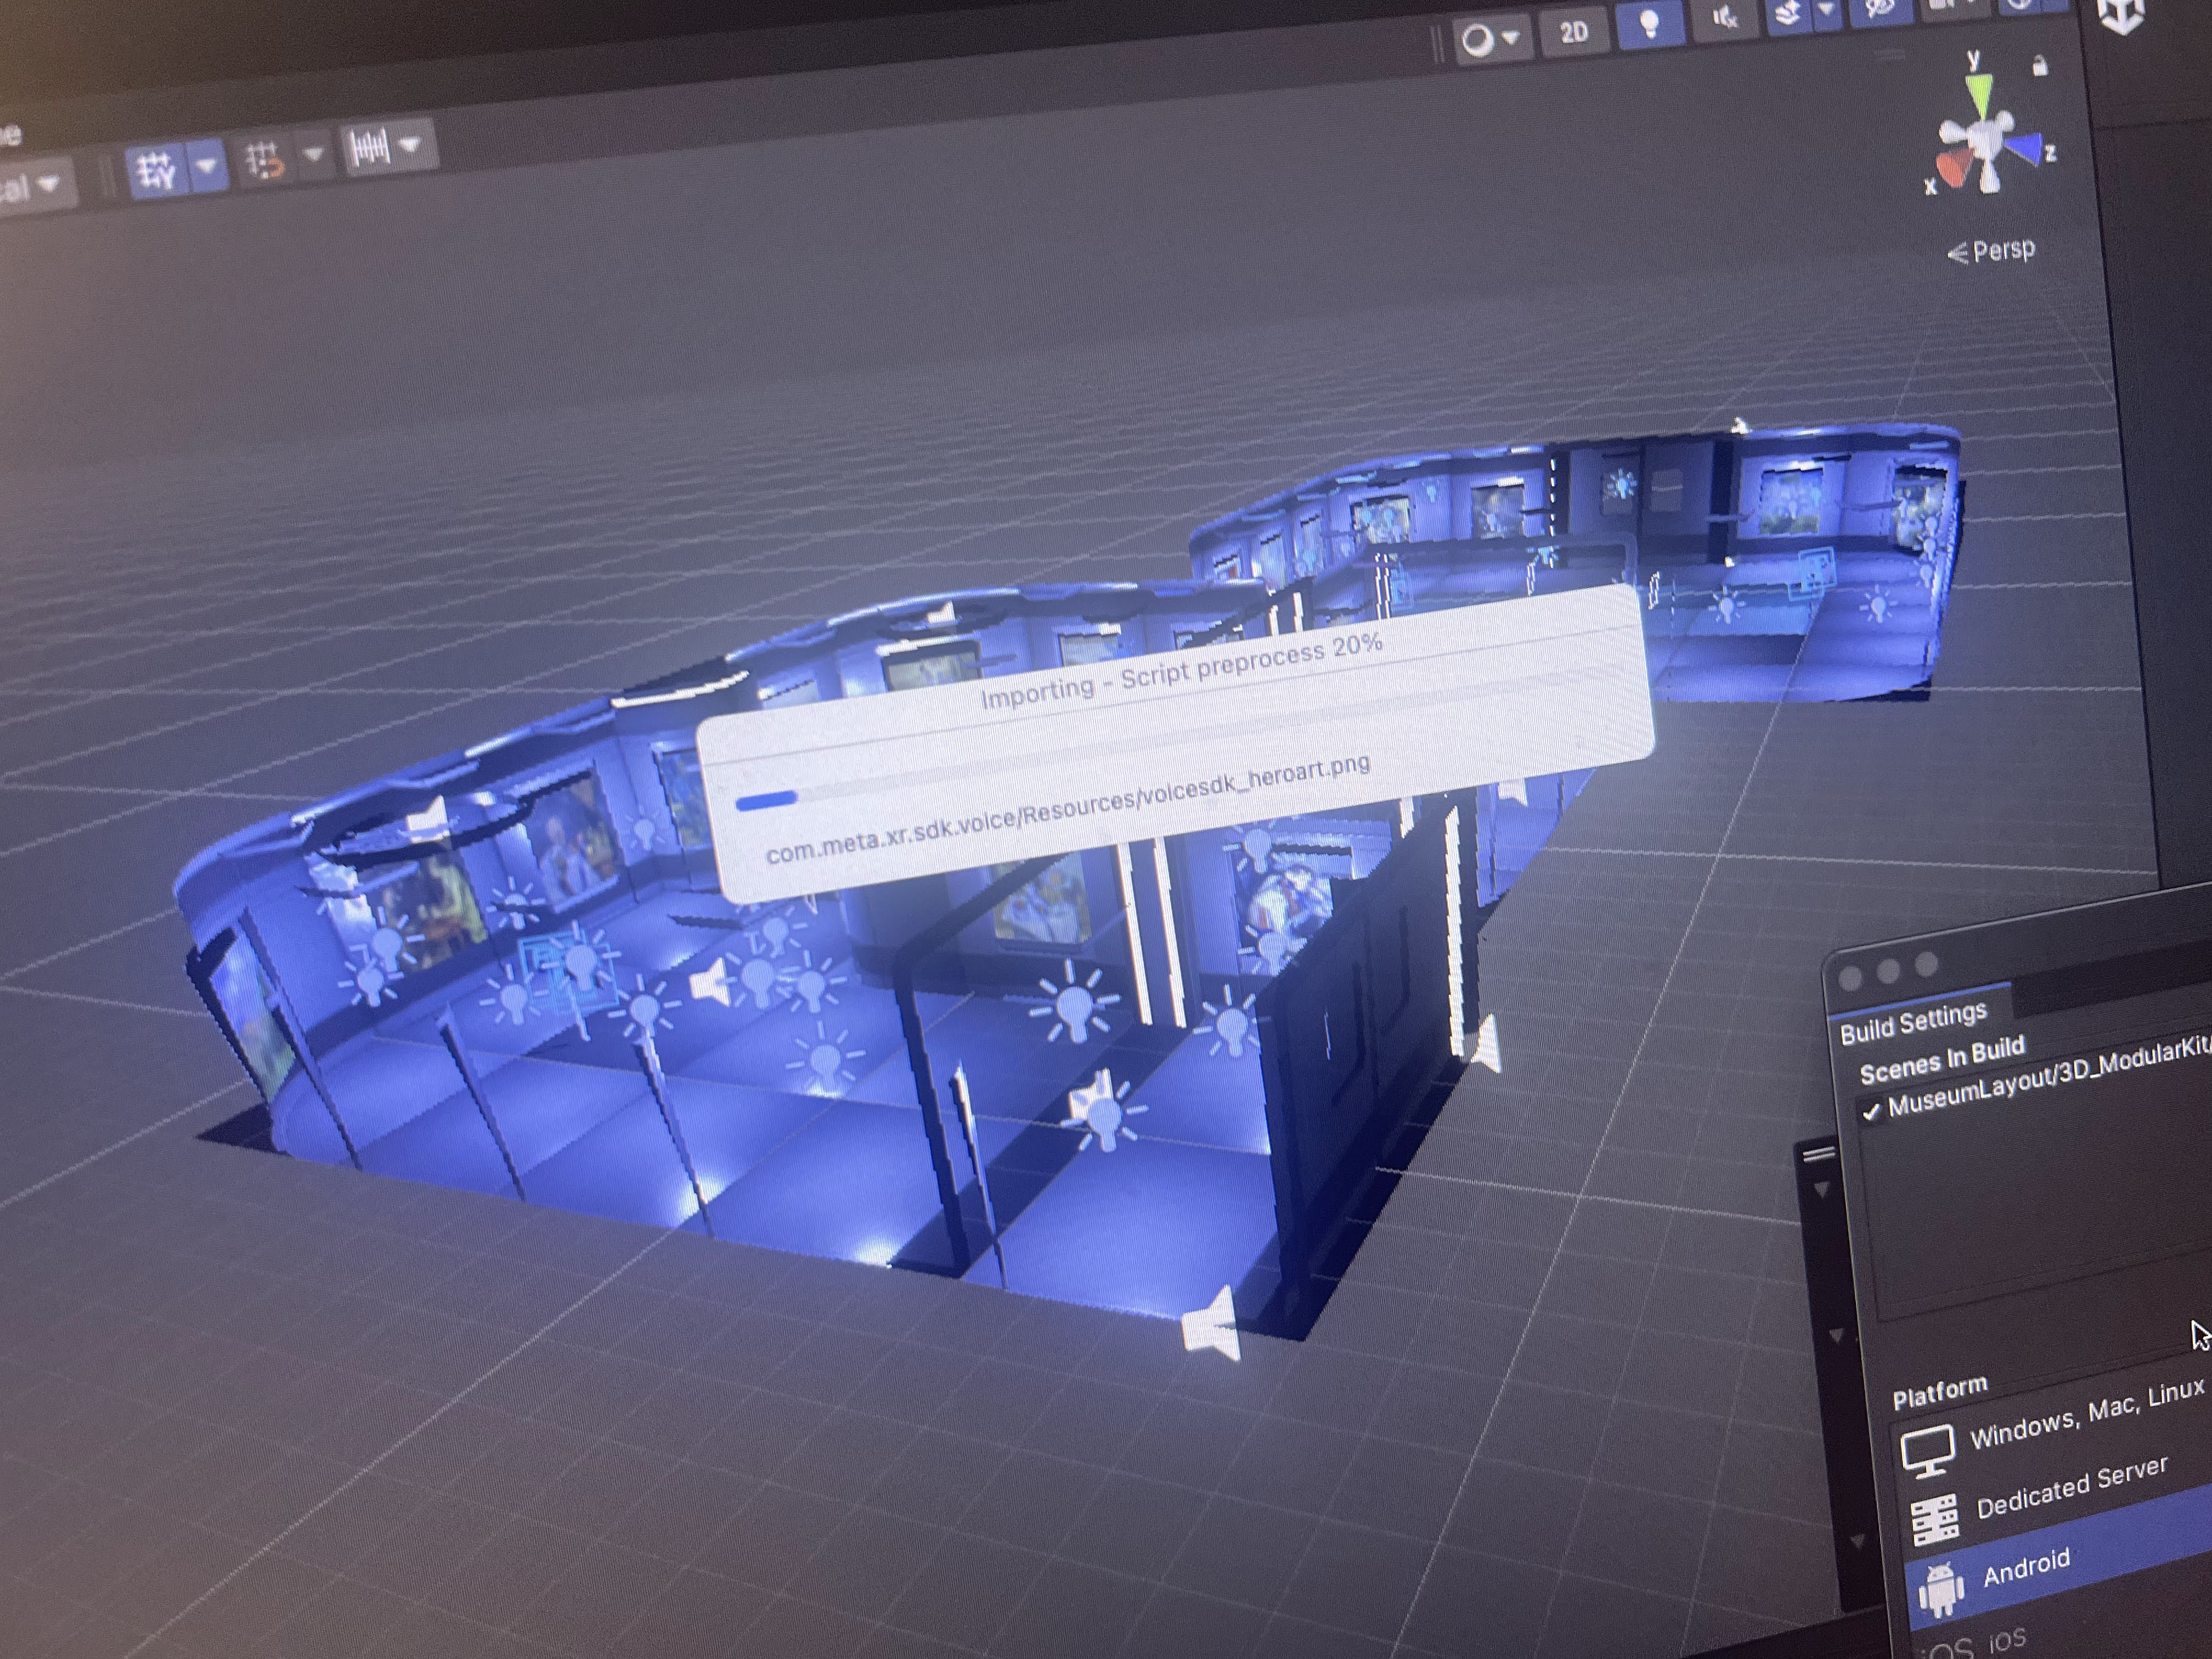 2D
y
z
x
Persp
Importing - Script preprocess 20%
com.meta.xr.sdk.voice/Resources/voicesdk_heroart.png
Build Settings
Scenes In Build
MuseumLayout/3D_ModularKit/
Platform
Windows, Mac, Linux
Dedicated Server
Android
iOS iOS